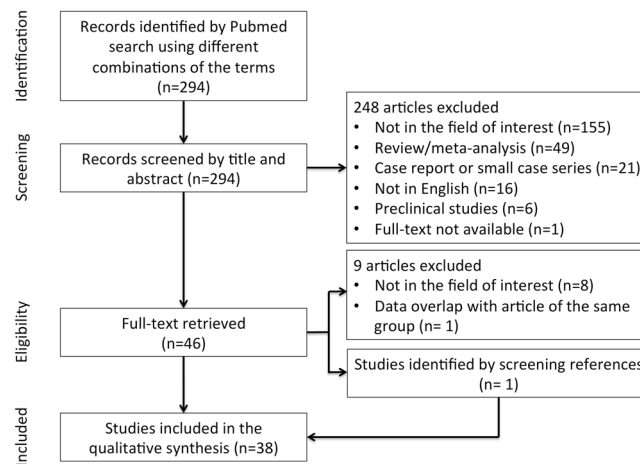 Identification
Records identified by Pubmed
search using different
combinations of the terms
(n=294)
Screening
Records screened by title and
abstract (n=294)
248 articles excluded
• Not in the field of interest (n=155)
• Review/meta-analysis (n=49)
• Case report or small case series (n=21)
• Not in English (n=16)
• Preclinical studies (n=6)
• Full-text not available (n=1)
Eligibility
Full-text retrieved
(n=46)
9 articles excluded
• Not in the field of interest (n=8)
• Data overlap with article of the same
group (n= 1)
Studies identified by screening references
(n= 1)
Included
Studies included in the
qualitative synthesis (n=38)